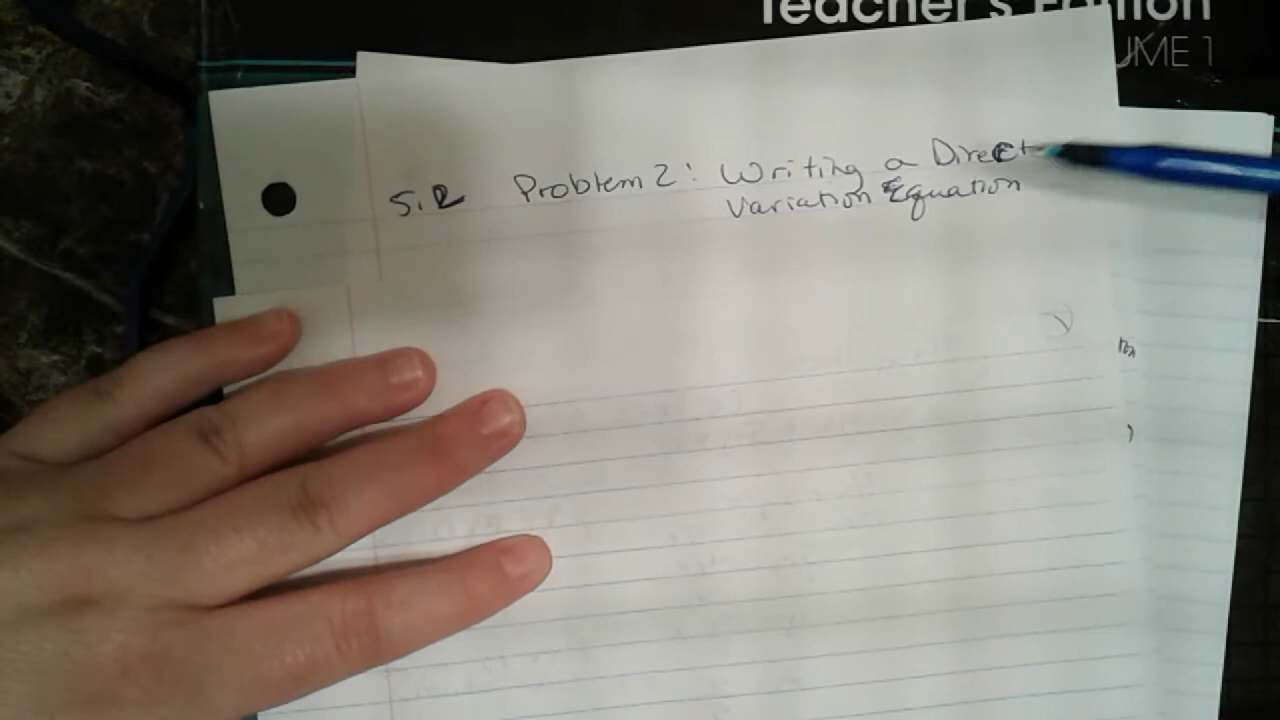 Teacher's Edition
UME 1
5.2 Problem 2: Writing a Direct
Variation Equation